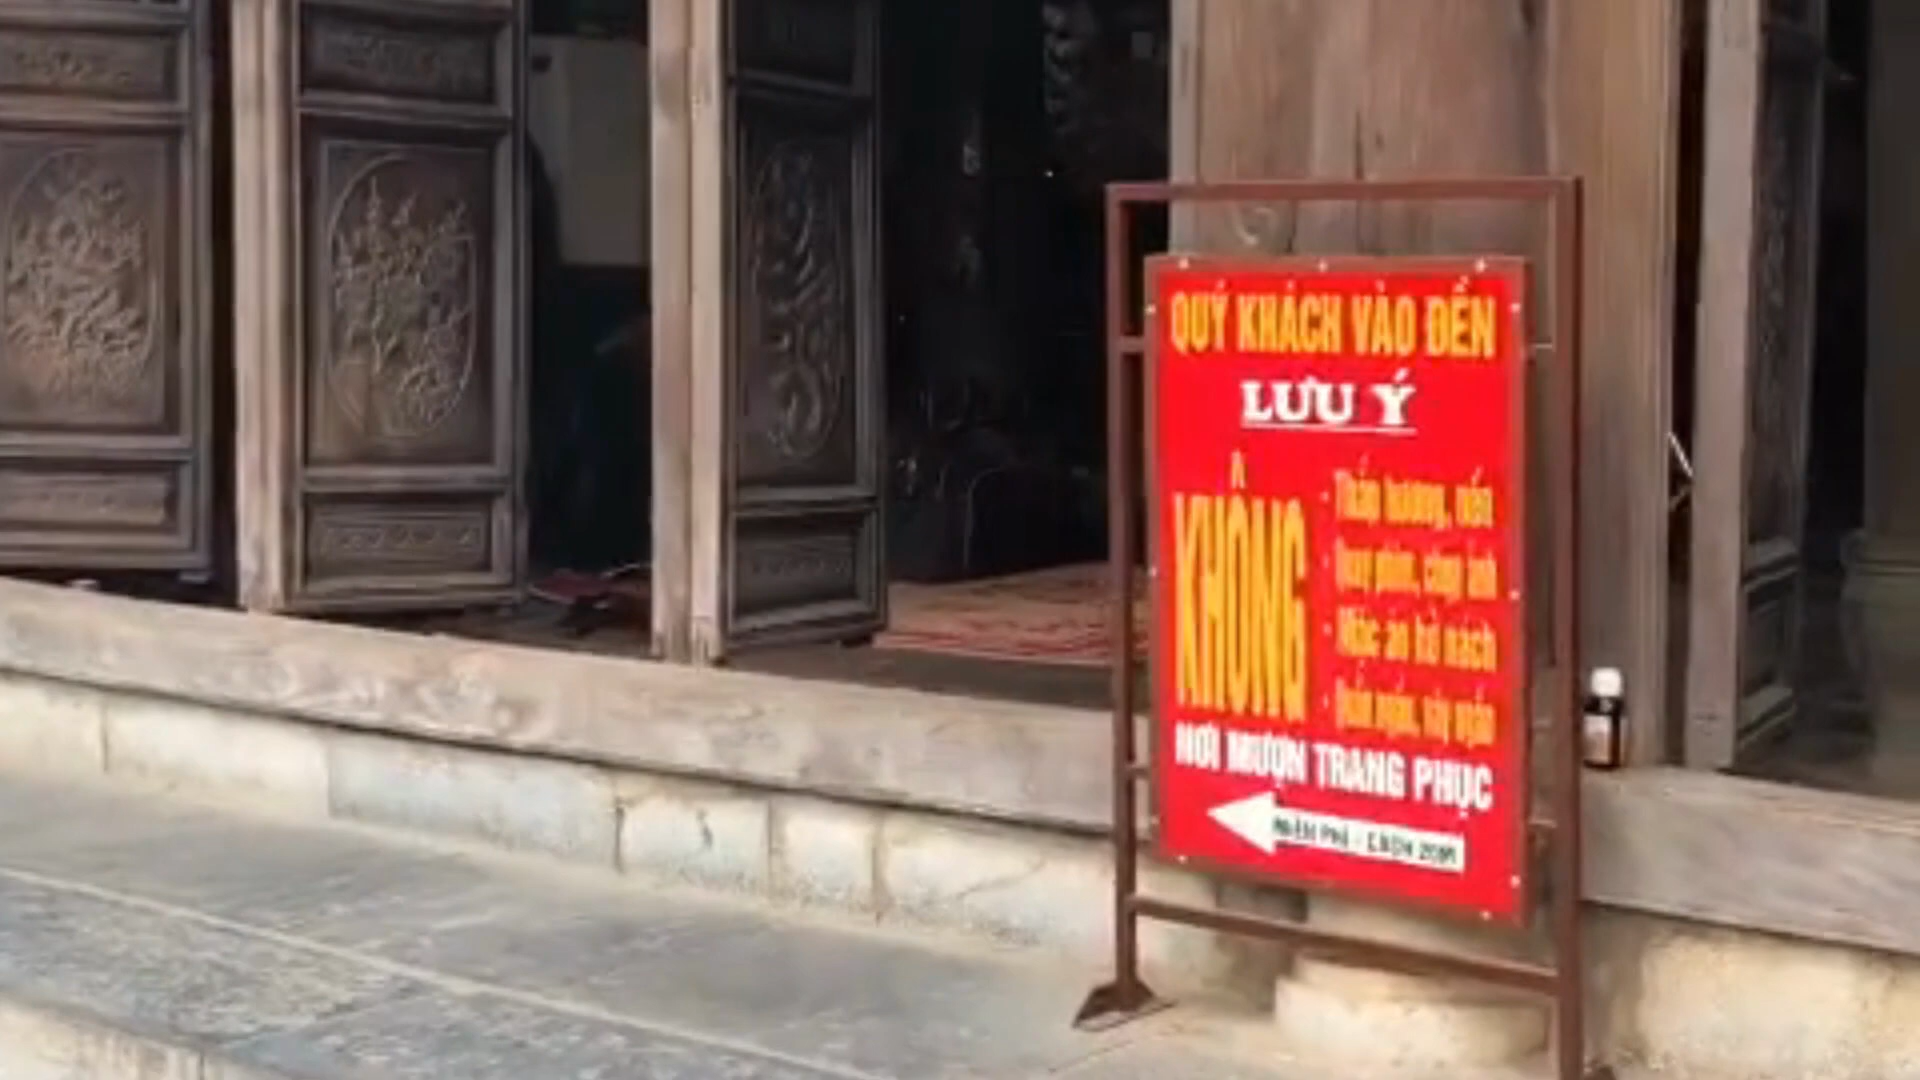 QUÝ KHÁCH VÀO ĐỀN
LƯU Ý
KHÔNG
- Thắp hương, nến
- Quay phim, chụp ảnh
- Mặc áo hở nách
- Quần ngắn, váy ngắn
NƠI MƯỢN TRANG PHỤC